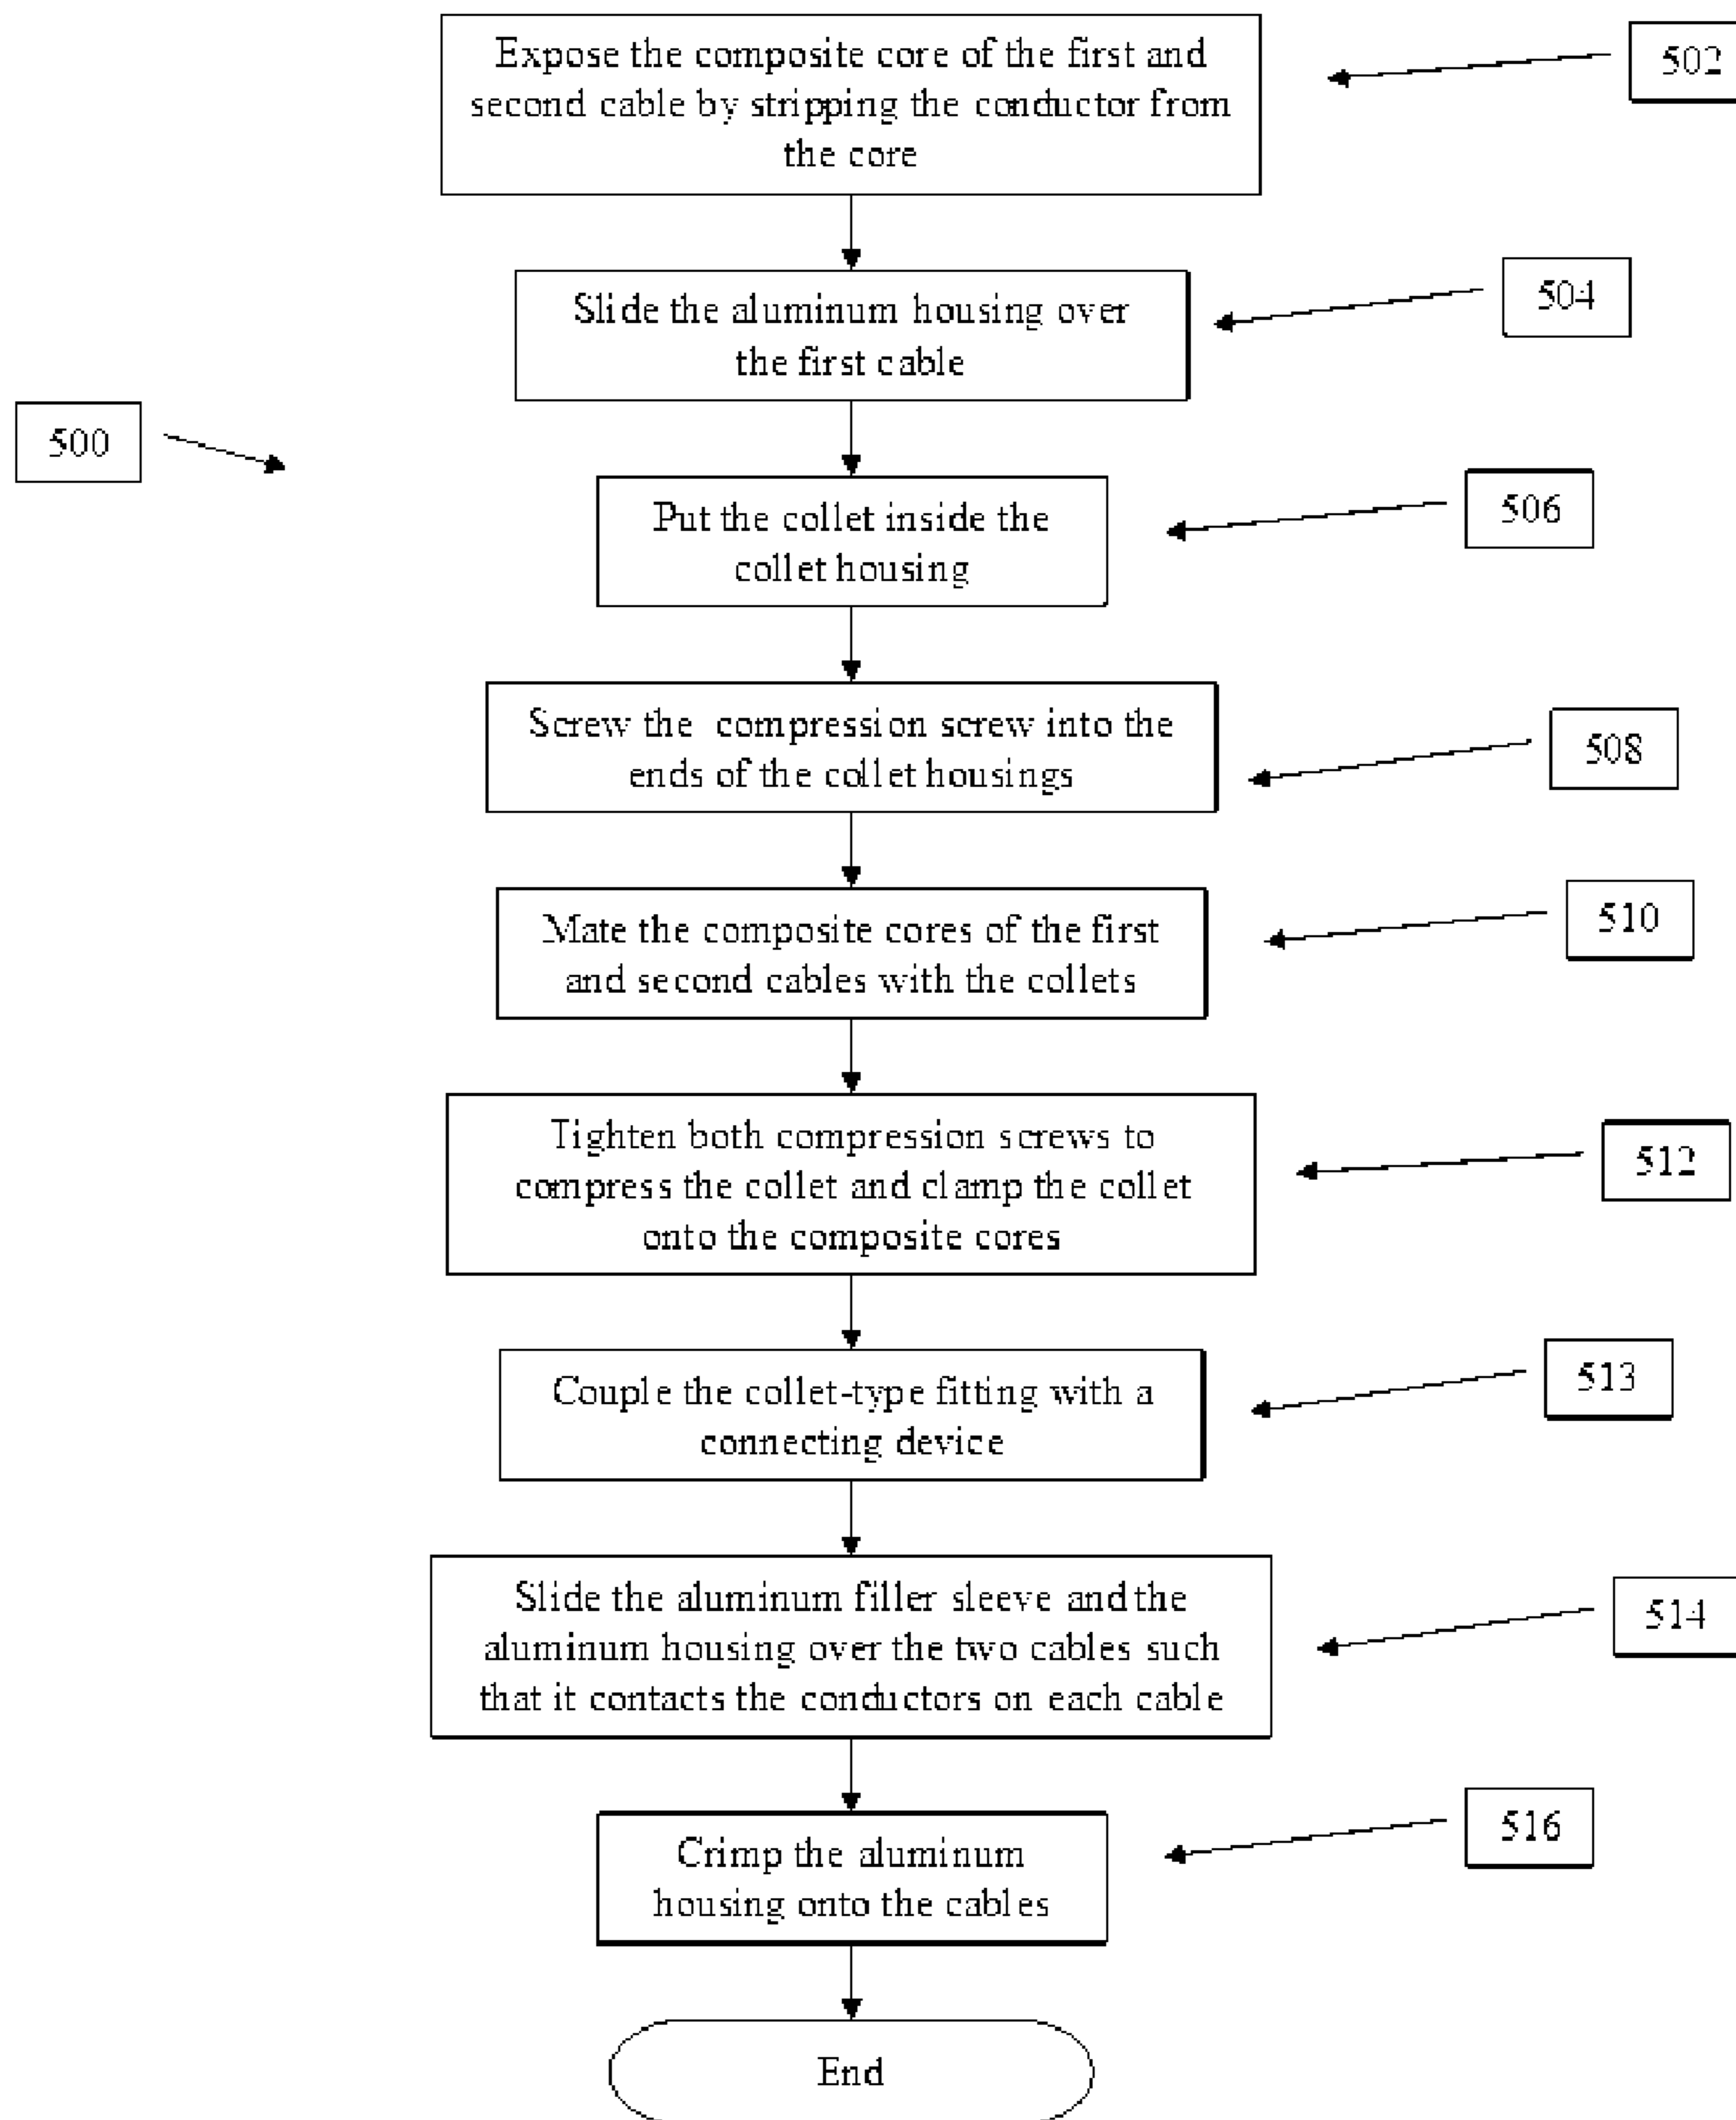 Expose the composite core of the first and
second cable by stripping the conductor from
the core
502
Slide the aluminum housing over
the first cable
504
500
Put the collet inside the
collet housing
506
Screw the compression screw into the
ends of the collet housings
508
Mate the composite cores of the first
and second cables with the collets
510
Tighten both compression screws to
compress the collet and clamp the collet
onto the composite cores
512
Couple the collet-type fitting with a
connecting device
513
Slide the aluminum filler sleeve and the
aluminum housing over the two cables such
that it contacts the conductors on each cable
514
Crimp the aluminum
housing onto the cables
516
End